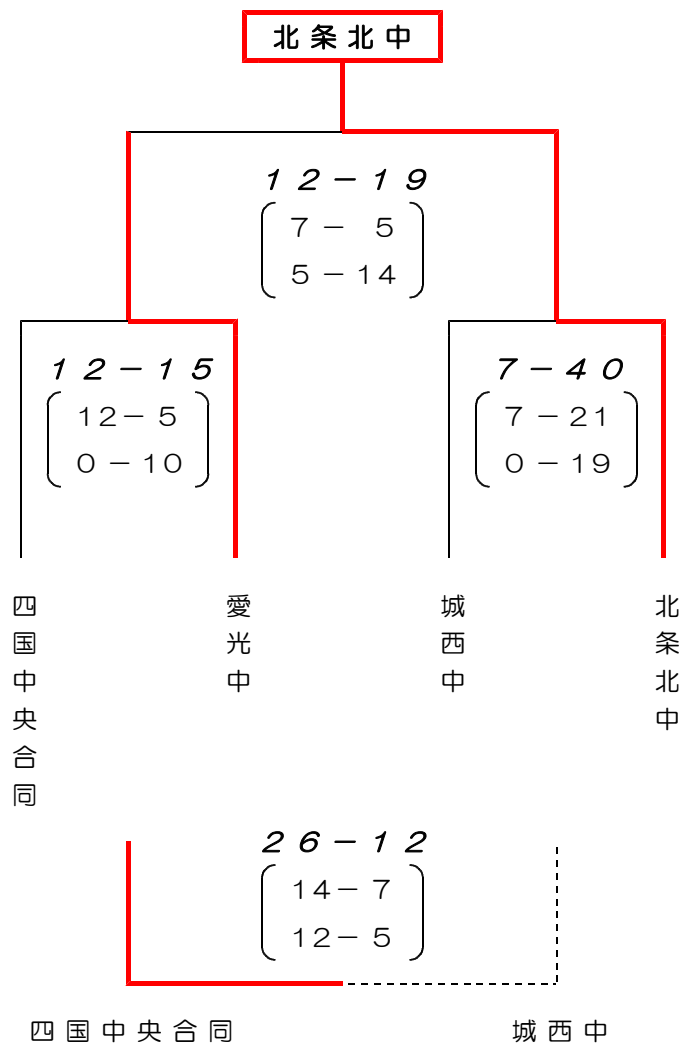 北条北中
12-19
7- 5
5-14
12-15
12- 5
0-10
7-40
7-21
0-19
四国中央合同
愛光中
城西中
北条北中
26-12
14- 7
12- 5
四国中央合同
城西中